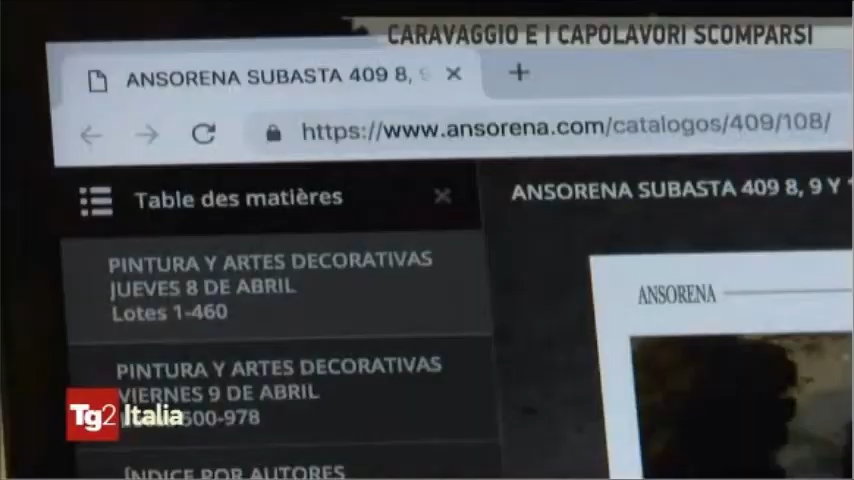 CARAVAGGIO E I CAPOLAVORI SCOMPARSI
ANSORENA SUBASTA 409 8, 9
https://www.ansorena.com/catalogos/409/108/
Table des matières
ANSORENA SUBASTA 409 8, 9 Y
PINTURA Y ARTES DECORATIVAS
JUEVES 8 DE ABRIL
Lotes 1-460
ANSORENA
PINTURA Y ARTES DECORATIVAS
VIERNES 9 DE ABRIL
500-978
Tg2 Italia
ÍNDICE POR AUTORES